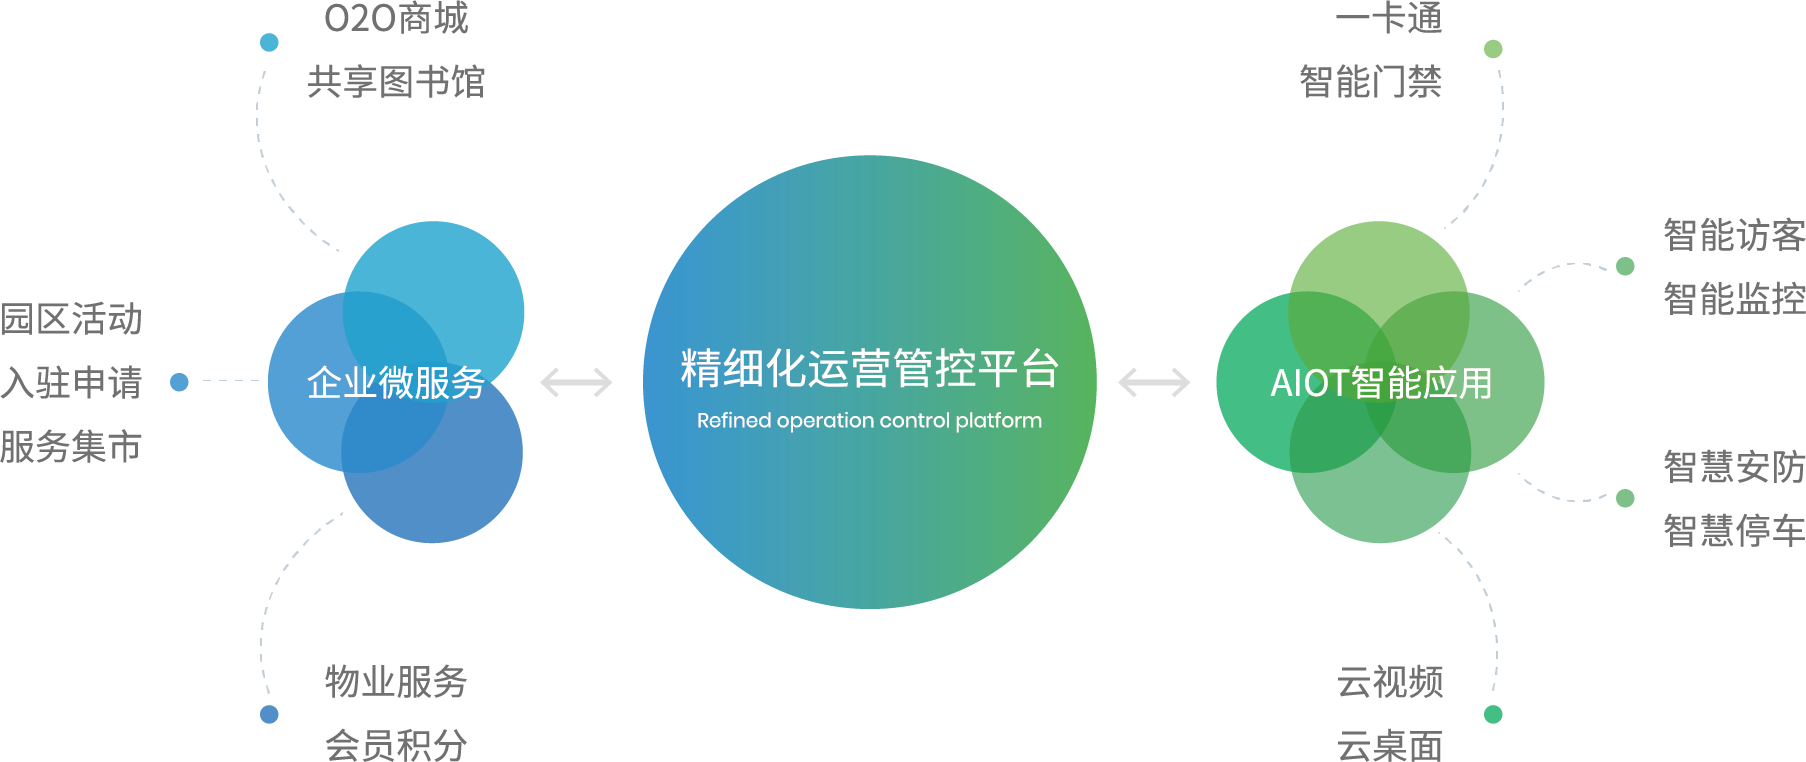 O2O商城
共享图书馆
园区活动
入驻申请
服务集市
企业微服务
物业服务
会员积分
精细化运营管控平台
Refined operation control platform
一卡通
智能门禁
AIOT智能应用
智能访客
智能监控
智慧安防
智慧停车
云视频
云桌面